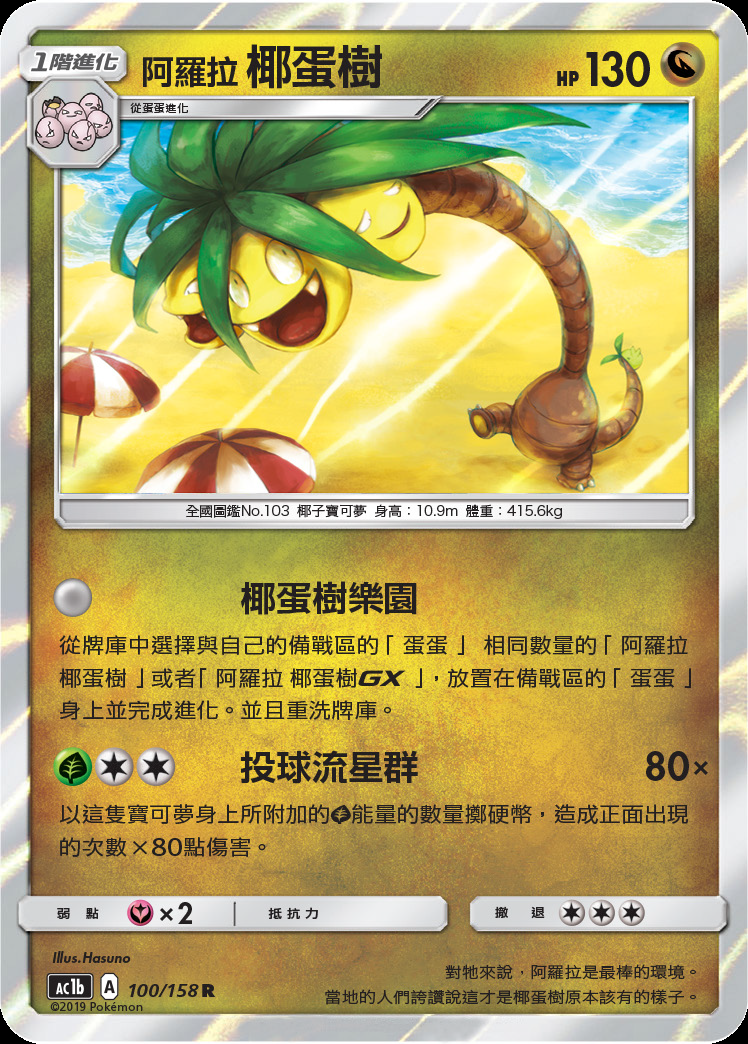 1階進化
阿羅拉 椰蛋樹
HP 130
從蛋蛋進化
全國圖鑑No.103 椰子寶可夢 身高：10.9m 體重：415.6kg
椰蛋樹樂園
從牌庫中選擇與自己的備戰區的「蛋蛋」 相同數量的「阿羅拉
椰蛋樹」或者「阿羅拉 椰蛋樹GX」，放置在備戰區的「蛋蛋」
身上並完成進化。並且重洗牌庫。
投球流星群 80×
以這隻寶可夢身上所附加的能量的數量擲硬幣，造成正面出現
的次數×80點傷害。
弱點 ×2 抵抗力 撤退
Illus. Hasuno
AC1b A 100/158 R
©2019 Pokémon
對牠來說，阿羅拉是最棒的環境。
當地的人們誇讚說這才是椰蛋樹原本該有的樣子。